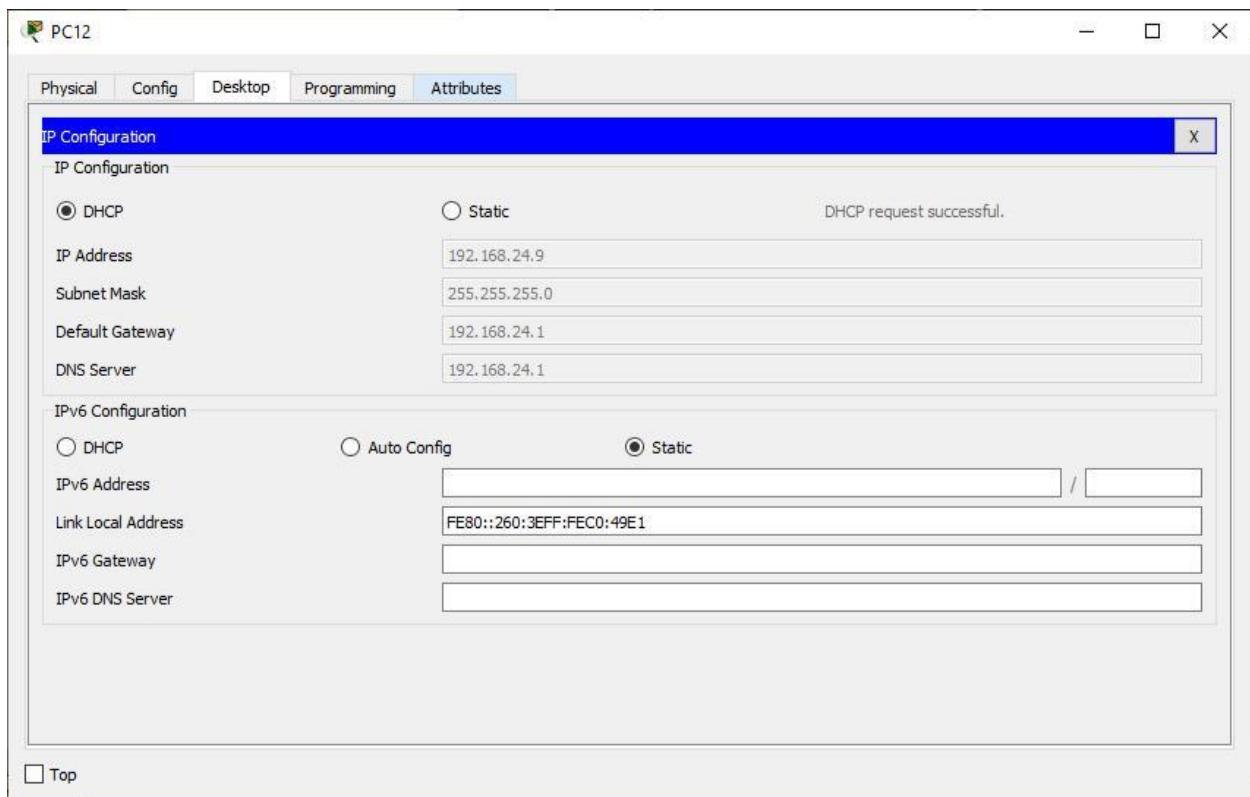 PC12
Physical Config Desktop Programming Attributes
IP Configuration X
IP Configuration
DHCP Static DHCP request successful.
IP Address 192.168.24.9
Subnet Mask 255.255.255.0
Default Gateway 192.168.24.1
DNS Server 192.168.24.1
IPv6 Configuration
DHCP Auto Config Static
IPv6 Address /
Link Local Address FE80::260:3EFF:FEC0:49E1
IPv6 Gateway
IPv6 DNS Server
Top